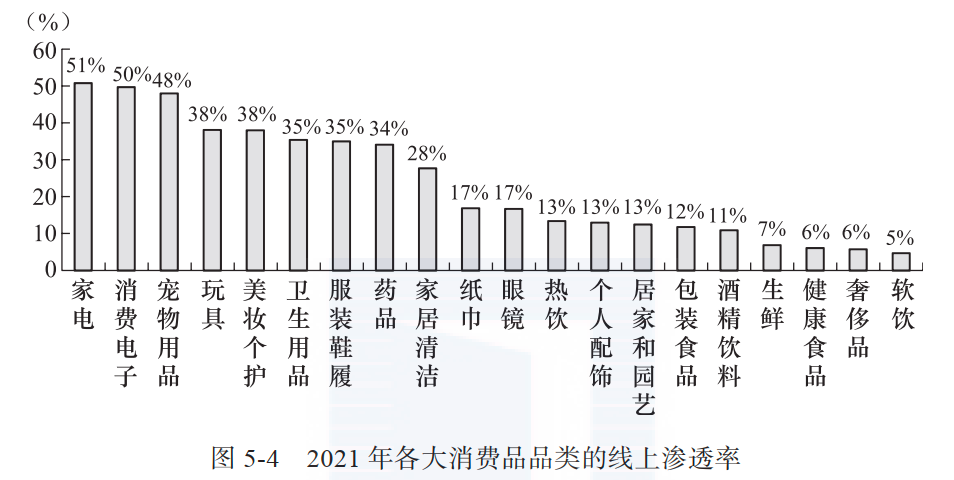 (%)
60
50
40
30
20
10
0
51%
50%
48%
38%
38%
35%
35%
34%
28%
17%
17%
13%
13%
13%
12%
11%
7%
6%
6%
5%
家电
消费电子
宠物用品
玩具
美妆个护
卫生用品
服装鞋履
药品
家居清洁
纸巾
眼镜
热饮
个人配饰
居家和园艺
包装食品
酒精饮料
生鲜
健康食品
奢侈品
软饮
图 5-4 2021 年各大消费品品类的线上渗透率